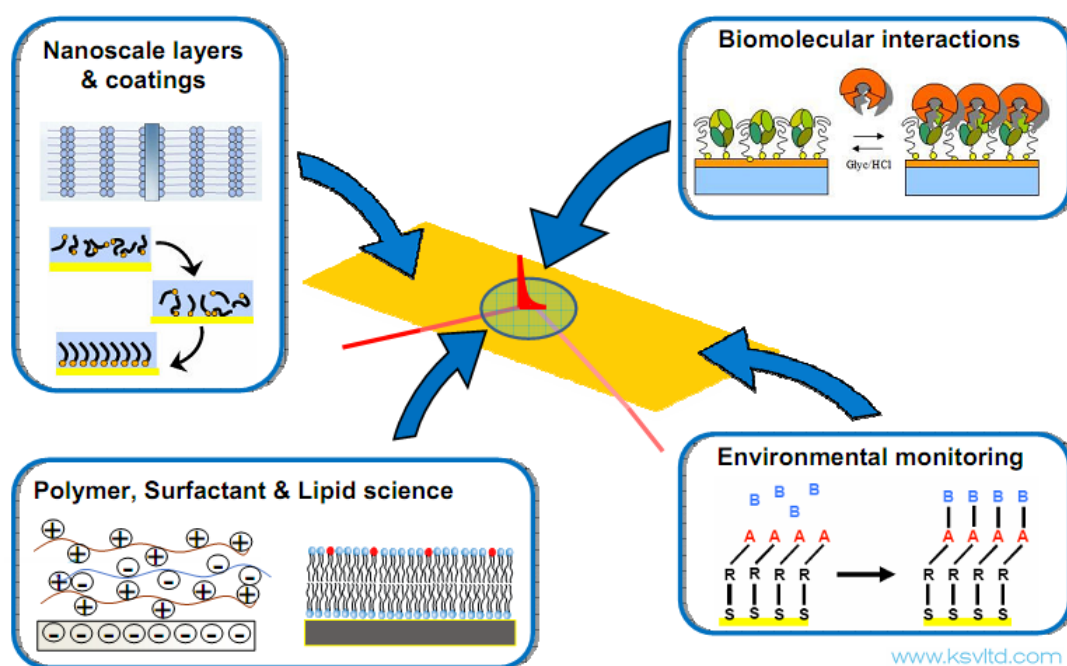 Nanoscale layers
& coatings
Biomolecular interactions
Glyc/HCl
Polymer, Surfactant & Lipid science
+ + + +
+ - + -
- - -
+ - - +
+ + +
- - - - - - - - -
Environmental monitoring
B B B
B
A A A A
R R R R
S S S S
B B B B
A A A A
R R R R
S S S S
www.ksvltd.com